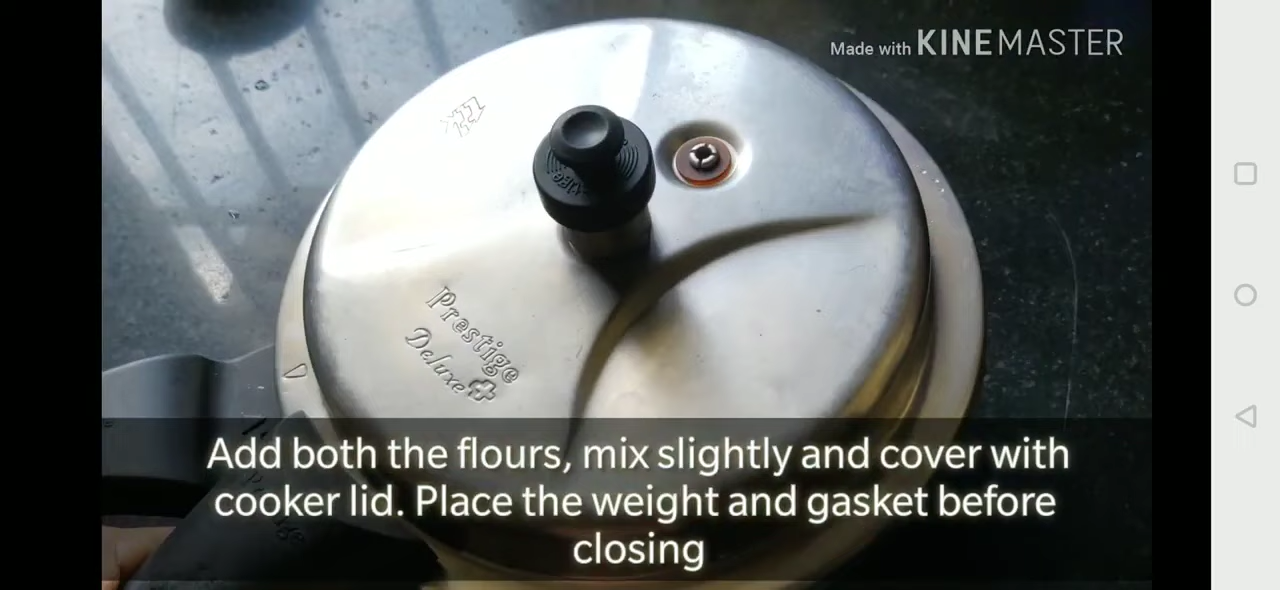 Made with KINEMASTER
Prestige
Deluxe
Add both the flours, mix slightly and cover with
cooker lid. Place the weight and gasket before
closing